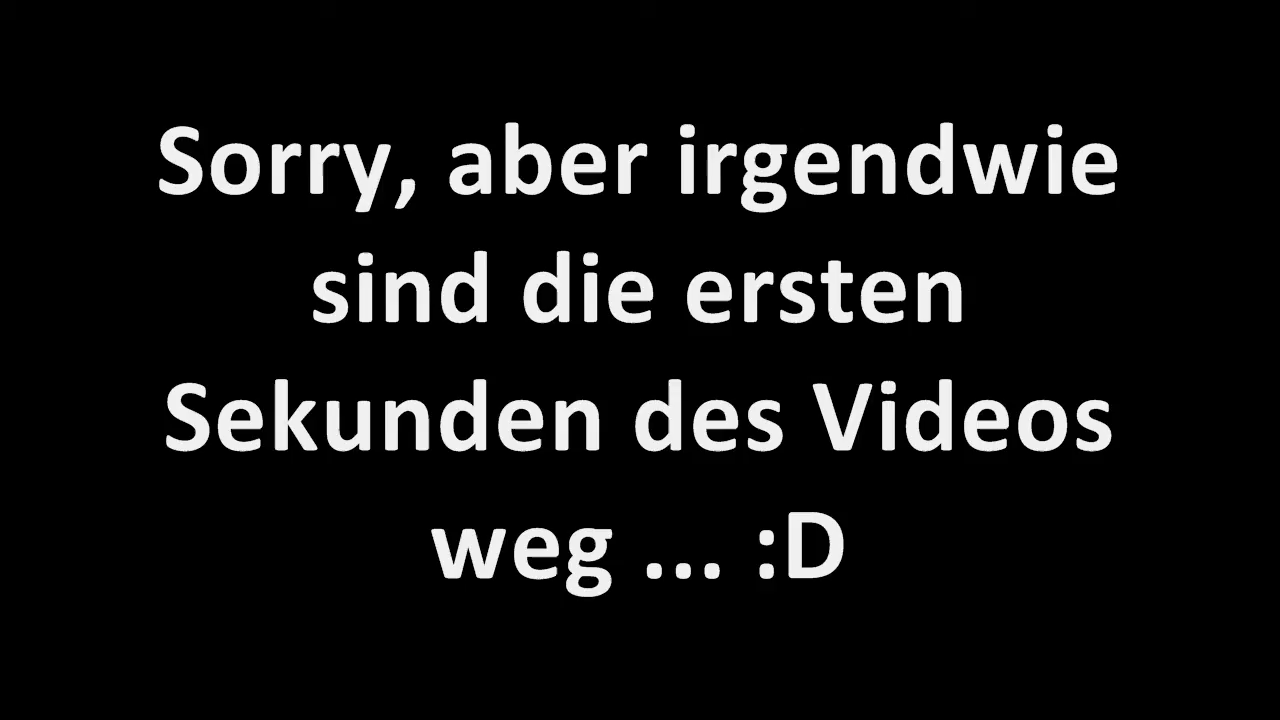 Sorry, aber irgendwie
sind die ersten
Sekunden des Videos
weg ... :D